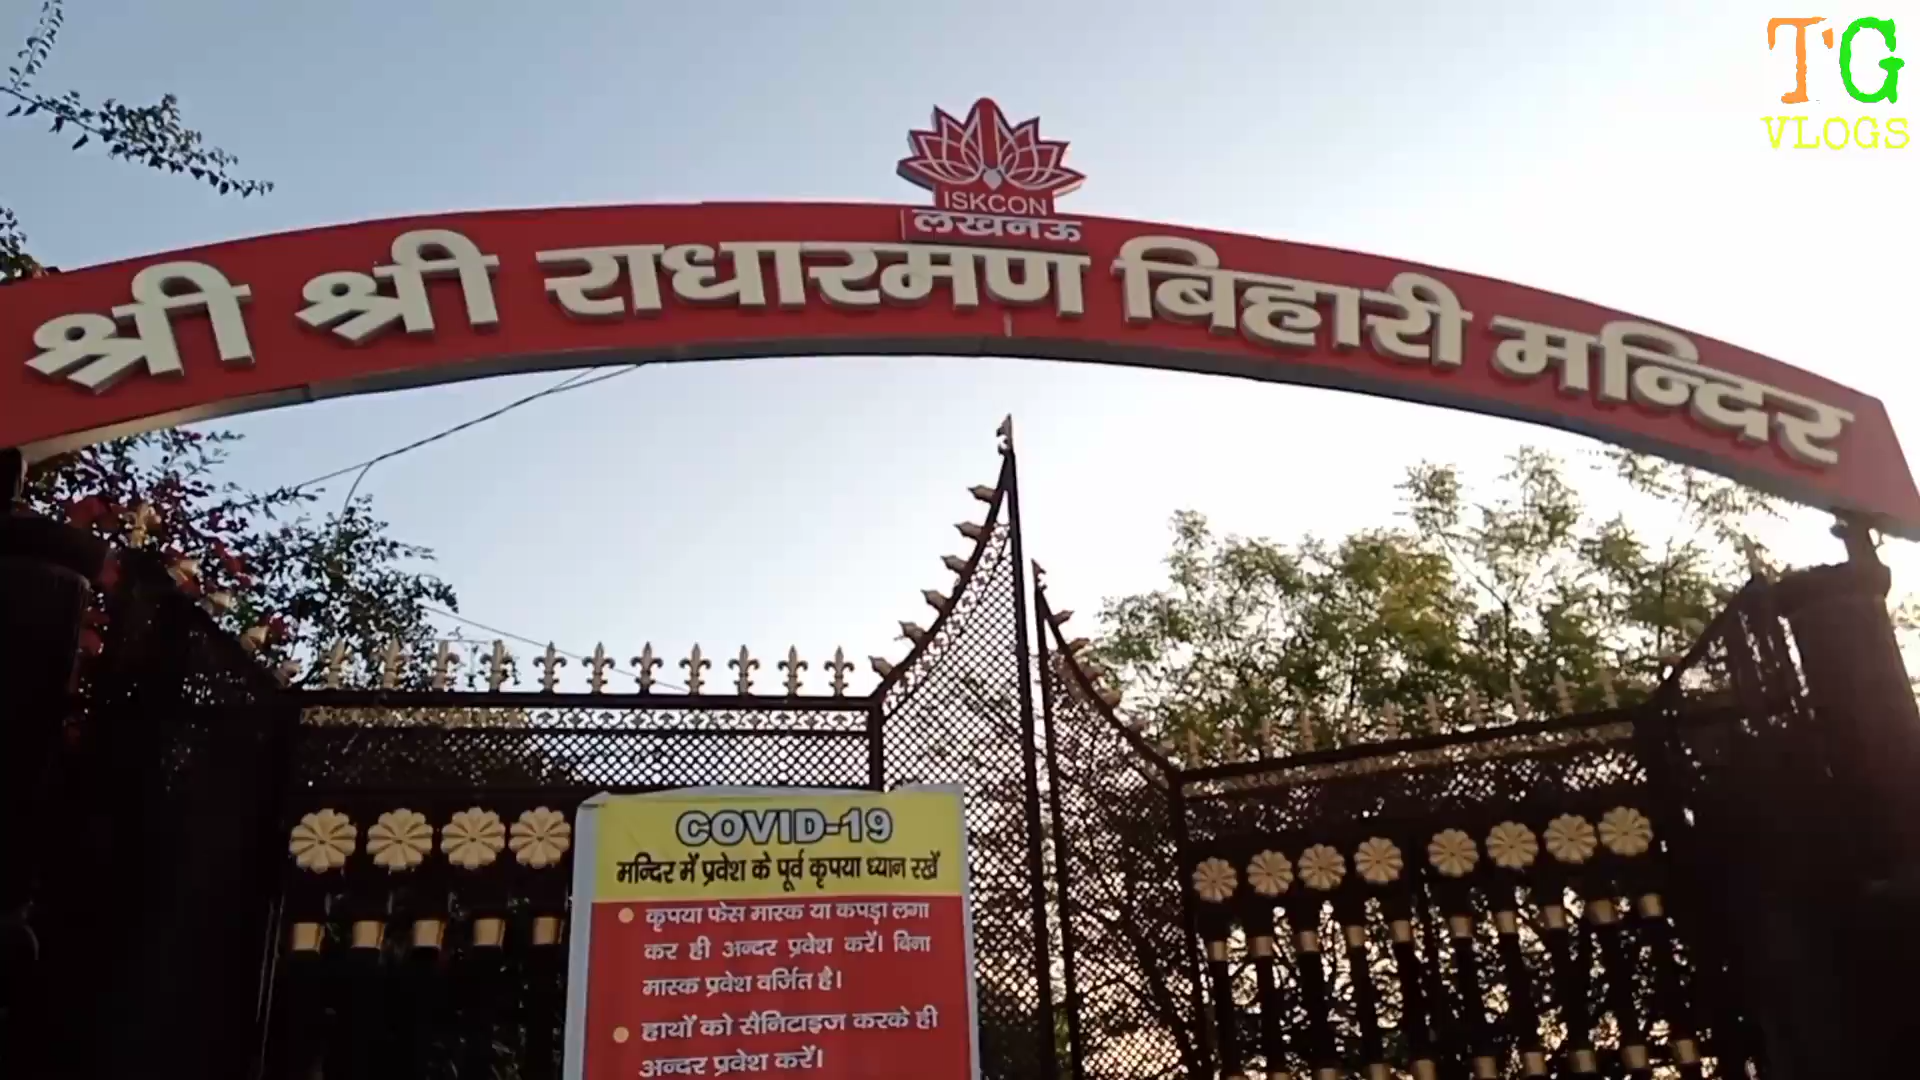 TG
VLOGS
ISKCON
लखनऊ
श्री श्री राधारमण बिहारी मन्दिर
COVID-19
मन्दिर में प्रवेश के पूर्व कृपया ध्यान रखें
कृपया फेस मास्क या कपड़ा लगा
कर ही अन्दर प्रवेश करें। बिना
मास्क प्रवेश वर्जित है।
हाथों को सैनिटाइज करके ही
अन्दर प्रवेश करें।